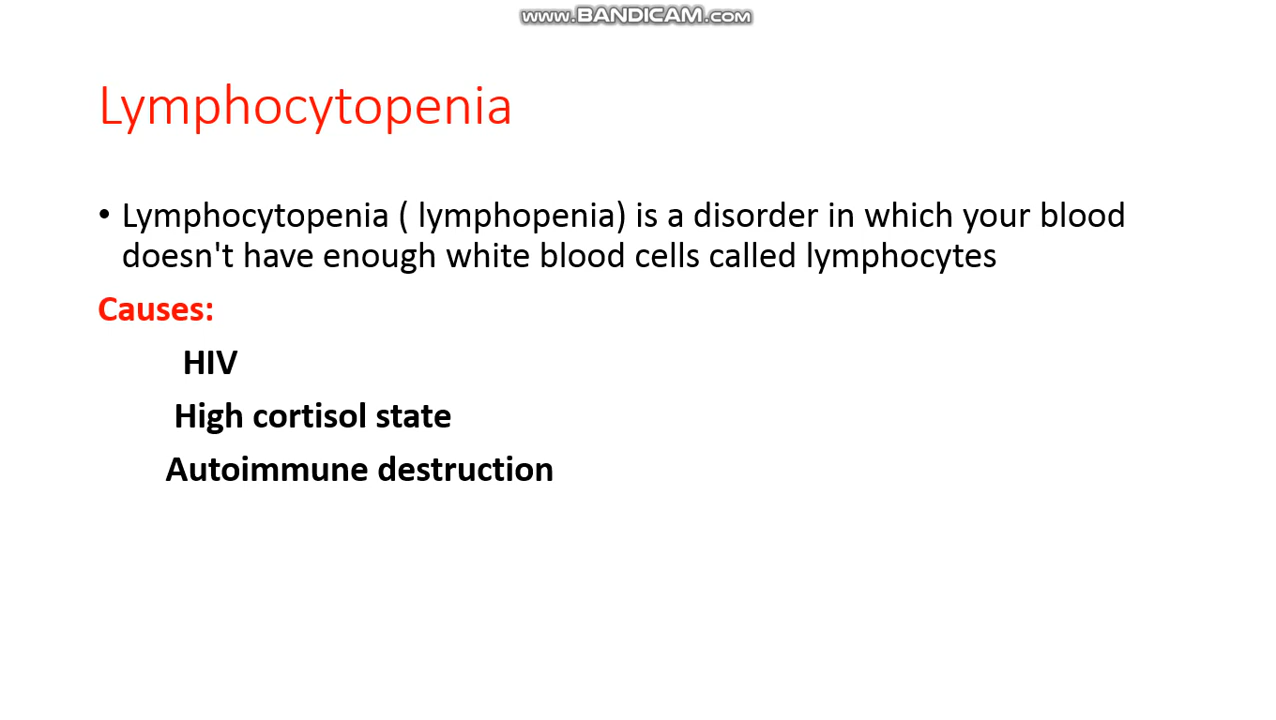 www.BANDICAM.com
Lymphocytopenia
• Lymphocytopenia ( lymphopenia) is a disorder in which your blood
doesn't have enough white blood cells called lymphocytes
Causes:
HIV
High cortisol state
Autoimmune destruction